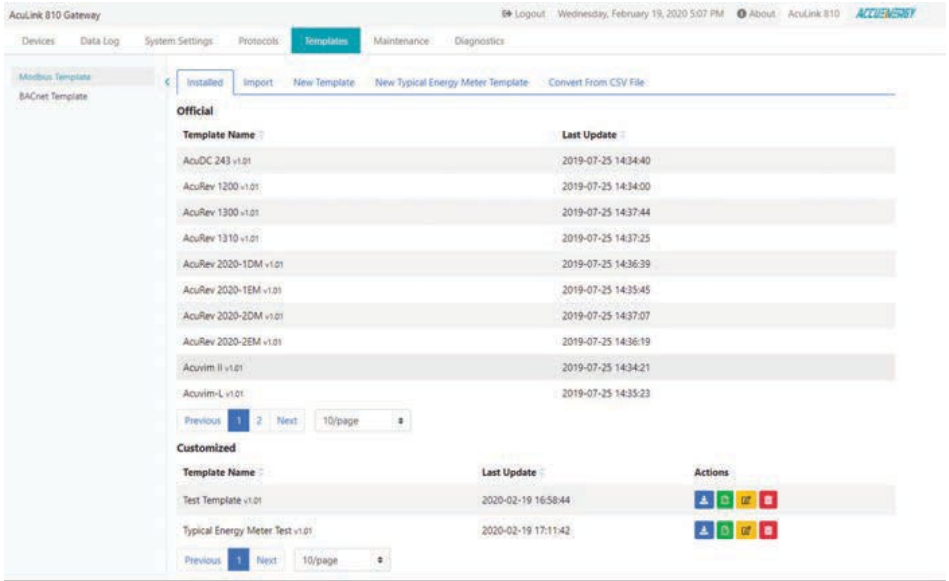 AcuLink 810 Gateway Logout Wednesday, February 19, 2020 5:07 PM About AcuLink 810 ACCUENERGY
Devices Data Log System Settings Protocols Templates Maintenance Diagnostics
Modbus Template
BACnet Template
Installed Import New Template New Typical Energy Meter Template Convert From CSV File
Official
Template Name Last Update
AcuDC 243 v1.01 2019-07-25 14:34:40
AcuRev 1200 v1.01 2019-07-25 14:34:00
AcuRev 1300 v1.01 2019-07-25 14:37:44
AcuRev 1310 v1.01 2019-07-25 14:37:25
AcuRev 2020-1DM v1.01 2019-07-25 14:36:39
AcuRev 2020-1EM v1.01 2019-07-25 14:35:45
AcuRev 2020-2DM v1.01 2019-07-25 14:37:07
AcuRev 2020-2EM v1.01 2019-07-25 14:36:19
Acuvim II v1.01 2019-07-25 14:34:21
Acuvim-L v1.01 2019-07-25 14:35:23
Previous 1 2 Next 10/page
Customized
Template Name Last Update Actions
Test Template v1.01 2020-02-19 16:58:44
Typical Energy Meter Test v1.01 2020-02-19 17:11:42
Previous 1 Next 10/page